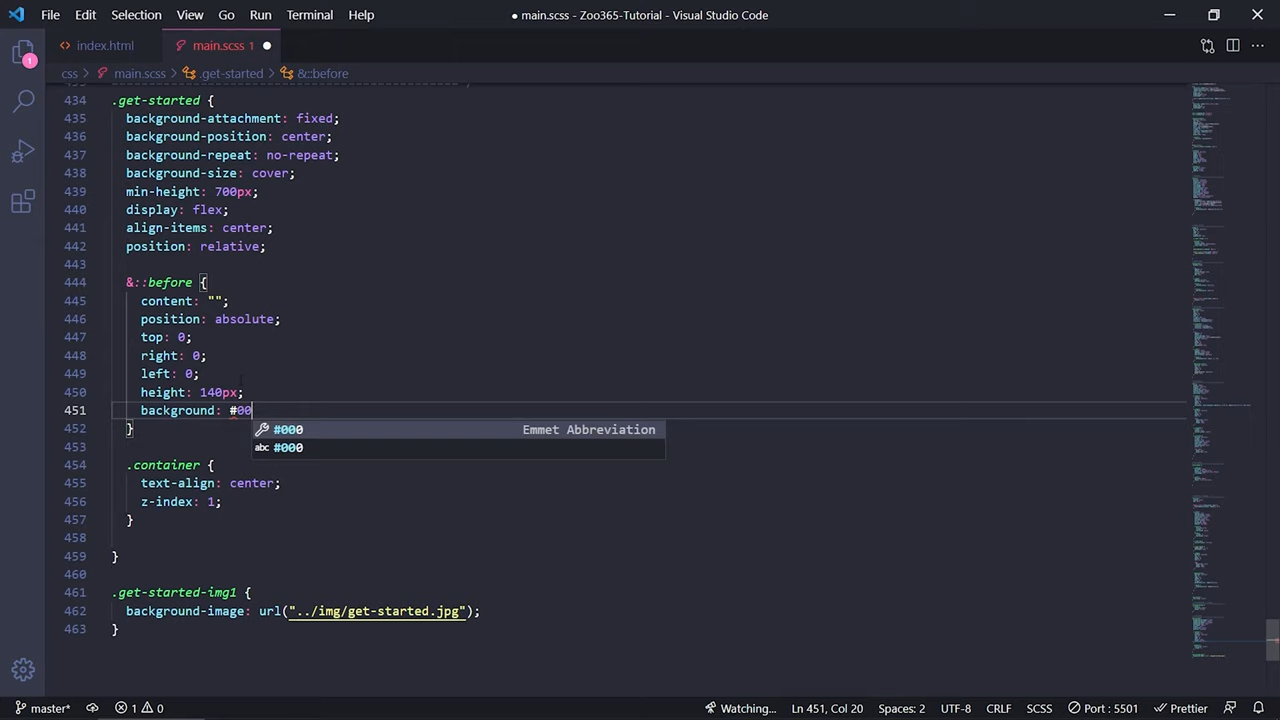 File Edit Selection View Go Run Terminal Help
● main.scss - Zoo365-Tutorial - Visual Studio Code
index.html
main.scss 1
css > main.scss > .get-started > &::before
434 .get-started {
435 background-attachment: fixed;
436 background-position: center;
437 background-repeat: no-repeat;
438 background-size: cover;
439 min-height: 700px;
440 display: flex;
441 align-items: center;
442 position: relative;
443
444 &::before {
445 content: "";
446 position: absolute;
447 top: 0;
448 right: 0;
449 left: 0;
450 height: 140px;
451 background: #00
#000 Emmet Abbreviation
abc #000
452 }
453
454 .container {
455 text-align: center;
456 z-index: 1;
457 }
458
459 }
460
461 .get-started-img1 {
462 background-image: url("../img/get-started.jpg");
463 }
1
master* 1 0 Watching... Ln 451, Col 20 Spaces: 2 UTF-8 CRLF SCSS Port : 5501 Prettier